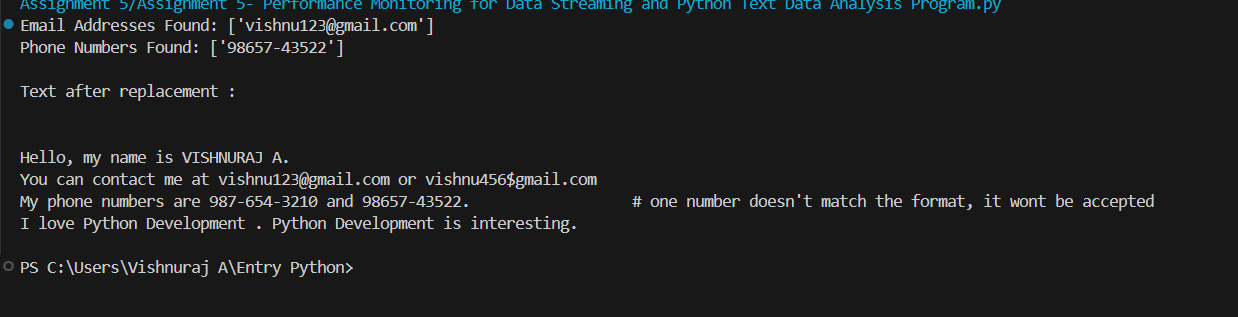 Assignment 5/Assignment 5- Performance Monitoring for Data Streaming and Python Text Data Analysis Program.py
Email Addresses Found: ['vishnu123@gmail.com']
Phone Numbers Found: ['98657-43522']
Text after replacement :
Hello, my name is VISHNURAJ A.
You can contact me at vishnu123@gmail.com or vishnu456$gmail.com
My phone numbers are 987-654-3210 and 98657-43522.                  # one number doesn't match the format, it wont be accepted
I love Python Development . Python Development is interesting.
PS C:\Users\Vishnuraj A\Entry Python>